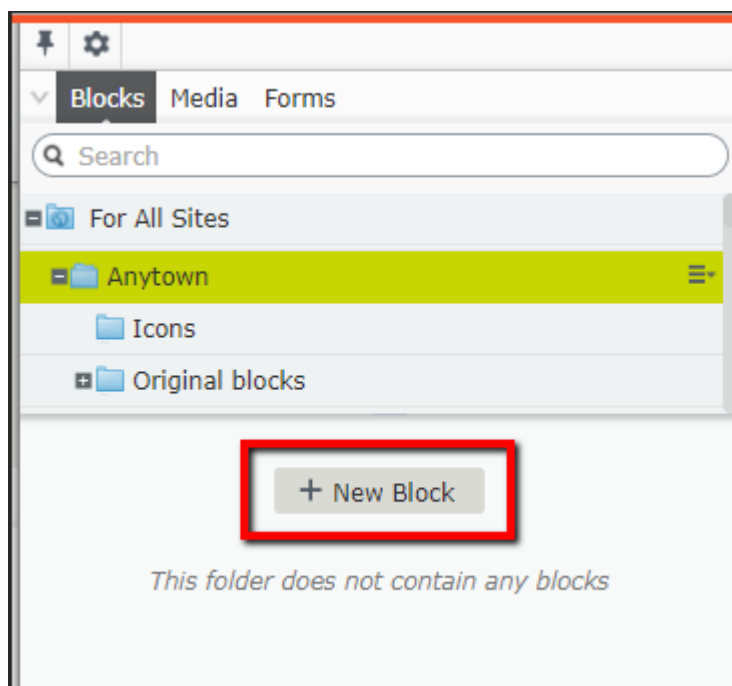 Blocks Media Forms
Search
For All Sites
Anytown
Icons
Original blocks
+ New Block
This folder does not contain any blocks